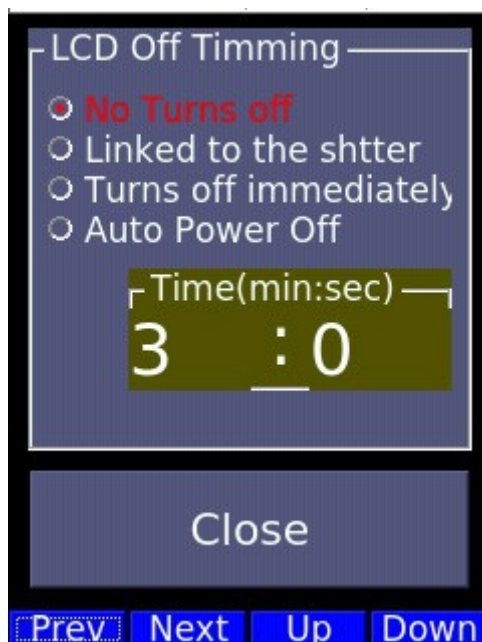 LCD Off Timming
No Turns off
Linked to the shtter
Turns off immediately
Auto Power Off
Time(min:sec)
3 : 0
Close
Prev Next Up Down